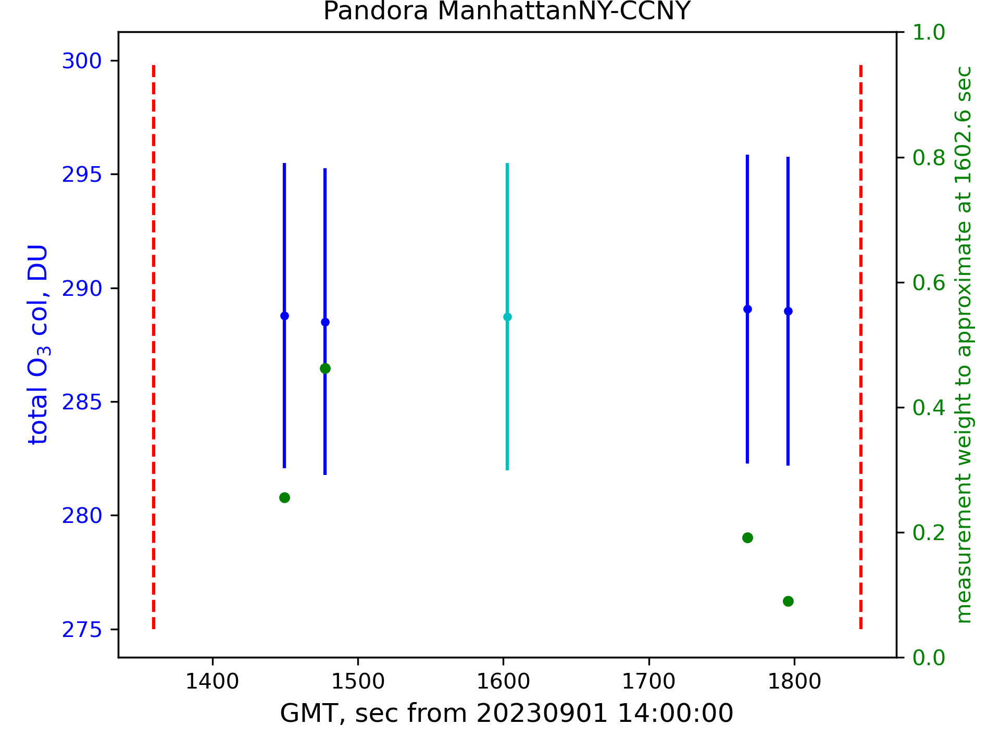 Pandora ManhattanNY-CCNY
300
295
290
285
280
275
total O₃ col, DU
1.0
0.8
0.6
0.4
0.2
0.0
measurement weight to approximate at 1602.6 sec
1400 1500 1600 1700 1800
GMT, sec from 20230901 14:00:00